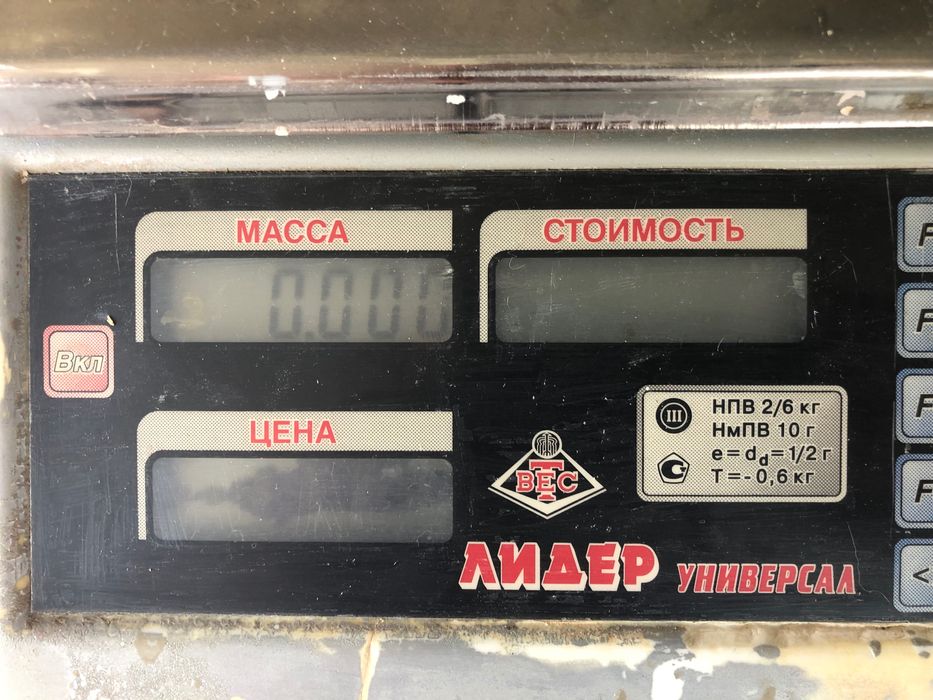 МАССА
СТОИМОСТЬ
0.000
Вкл
ЦЕНА
III
НПВ 2/6 кг
НмПВ 10 г
e = dd = 1/2 г
Т = - 0,6 кг
ВЕС
Т
ЛИДЕР УНИВЕРСАЛ
F
F
F
F
<